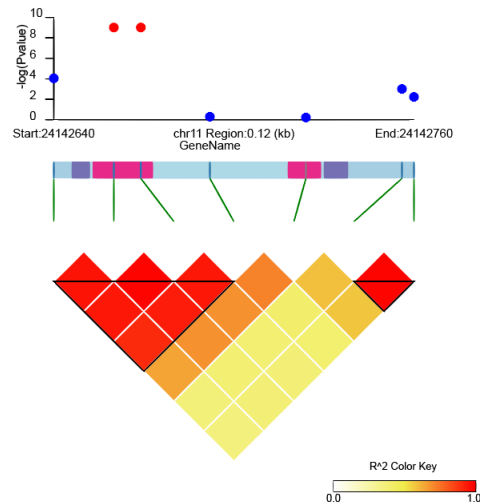 10
8
6
4
2
0
-log(Pvalue)
Start:24142640 chr11 Region:0.12 (kb) End:24142760
GeneName
R^2 Color Key
0.0 1.0